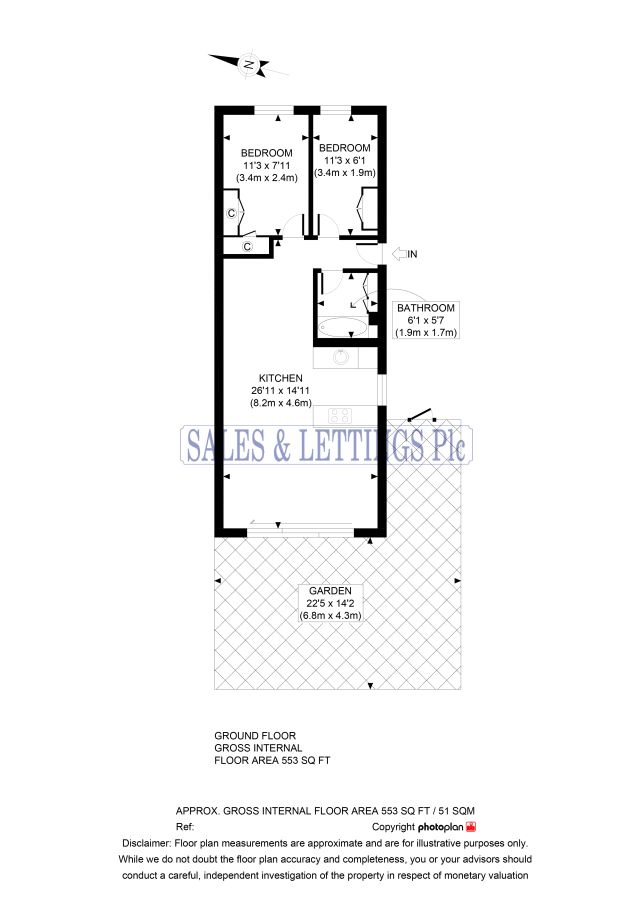 N
BEDROOM
11'3 x 7'11
(3.4m x 2.4m)
BEDROOM
11'3 x 6'1
(3.4m x 1.9m)
C
C
IN
BATHROOM
6'1 x 5'7
(1.9m x 1.7m)
KITCHEN
26'11 x 14'11
(8.2m x 4.6m)
SALES & LETTINGS Plc
GARDEN
22'5 x 14'2
(6.8m x 4.3m)
GROUND FLOOR
GROSS INTERNAL
FLOOR AREA 553 SQ FT
APPROX. GROSS INTERNAL FLOOR AREA 553 SQ FT / 51 SQM
Ref: Copyright photoplan
Disclaimer: Floor plan measurements are approximate and are for illustrative purposes only.
While we do not doubt the floor plan accuracy and completeness, you or your advisors should
conduct a careful, independent investigation of the property in respect of monetary valuation